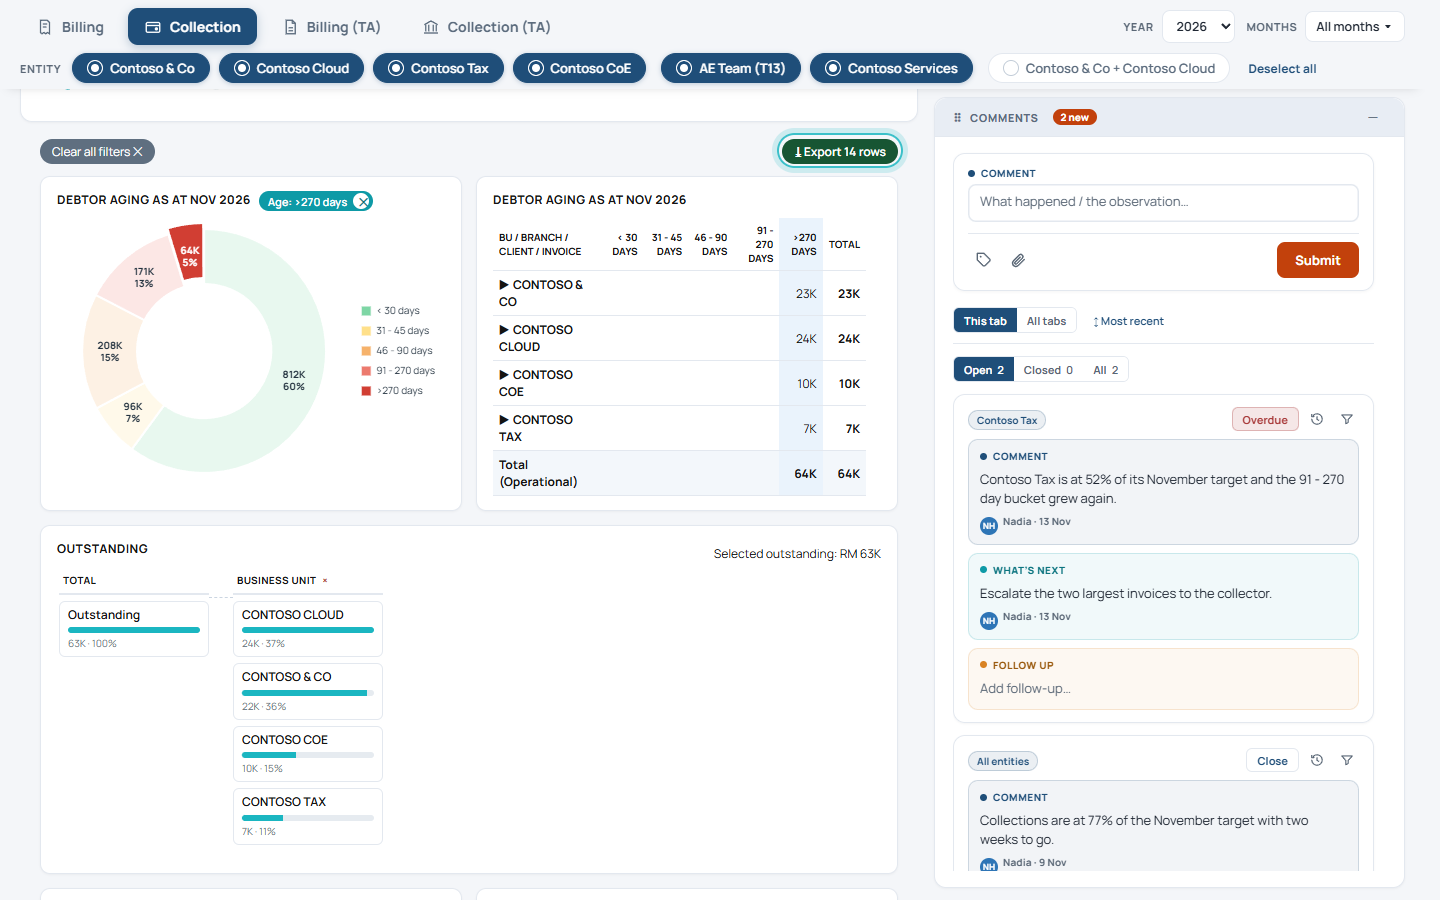 Billing
Collection
Billing (TA)
Collection (TA)
YEAR
2026
MONTHS
All months
ENTITY
Contoso & Co
Contoso Cloud
Contoso Tax
Contoso CoE
AE Team (T13)
Contoso Services
Contoso & Co + Contoso Cloud
Deselect all
Clear all filters
Export 14 rows
DEBTOR AGING AS AT NOV 2026
Age: >270 days
64K
5%
171K
13%
208K
15%
96K
7%
812K
60%
< 30 days
31 - 45 days
46 - 90 days
91 - 270 days
>270 days
DEBTOR AGING AS AT NOV 2026
BU / BRANCH /
CLIENT / INVOICE
< 30
DAYS
31 - 45
DAYS
46 - 90
DAYS
91 -
270
DAYS
>270
DAYS
TOTAL
▶ CONTOSO &
CO
23K
23K
▶ CONTOSO
CLOUD
24K
24K
▶ CONTOSO
COE
10K
10K
▶ CONTOSO
TAX
7K
7K
Total
(Operational)
64K
64K
OUTSTANDING
Selected outstanding: RM 63K
TOTAL
BUSINESS UNIT ×
Outstanding
63K · 100%
CONTOSO CLOUD
24K · 37%
CONTOSO & CO
22K · 36%
CONTOSO COE
10K · 15%
CONTOSO TAX
7K · 11%
COMMENTS
2 new
COMMENT
What happened / the observation…
Submit
This tab
All tabs
Most recent
Open 2
Closed 0
All 2
Contoso Tax
Overdue
COMMENT
Contoso Tax is at 52% of its November target and the 91 - 270
day bucket grew again.
NH
Nadia · 13 Nov
WHAT'S NEXT
Escalate the two largest invoices to the collector.
NH
Nadia · 13 Nov
FOLLOW UP
Add follow-up…
All entities
Close
COMMENT
Collections are at 77% of the November target with two
weeks to go.
NH
Nadia · 9 Nov